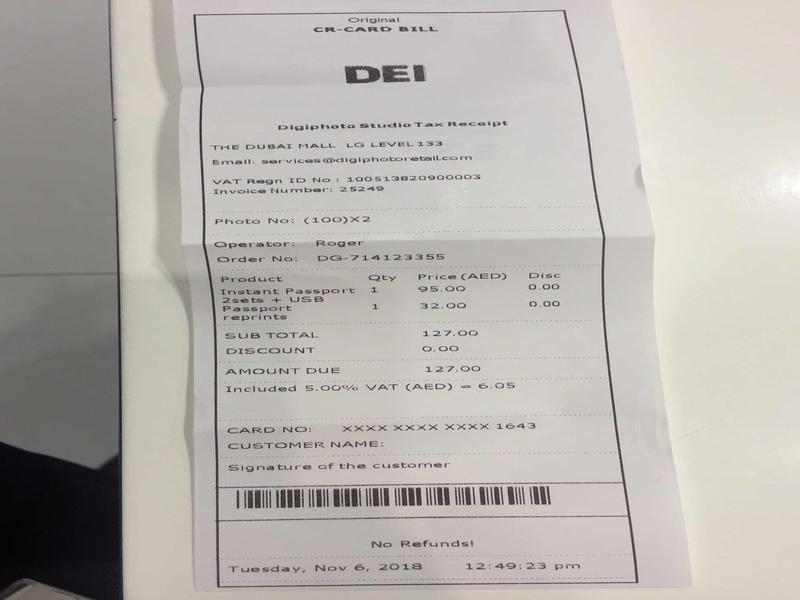 Original
CR-CARD BILL
DEI
Digiphoto Studio Tax Receipt
THE DUBAI MALL LG LEVEL 133
Email: services@digiphotoretail.com
VAT Regn ID No : 100513820900003
Invoice Number: 25249
Photo No: (100)X2
Operator: Roger
Order No: DG-714123355
Product Qty Price (AED) Disc
Instant Passport 1 95.00 0.00
2sets + USB
Passport 1 32.00 0.00
reprints
SUB TOTAL 127.00
DISCOUNT 0.00
AMOUNT DUE 127.00
Included 5.00% VAT (AED) = 6.05
CARD NO: XXXX XXXX XXXX 1643
CUSTOMER NAME:
Signature of the customer
No Refunds!
Tuesday, Nov 6, 2018 12:49:23 pm